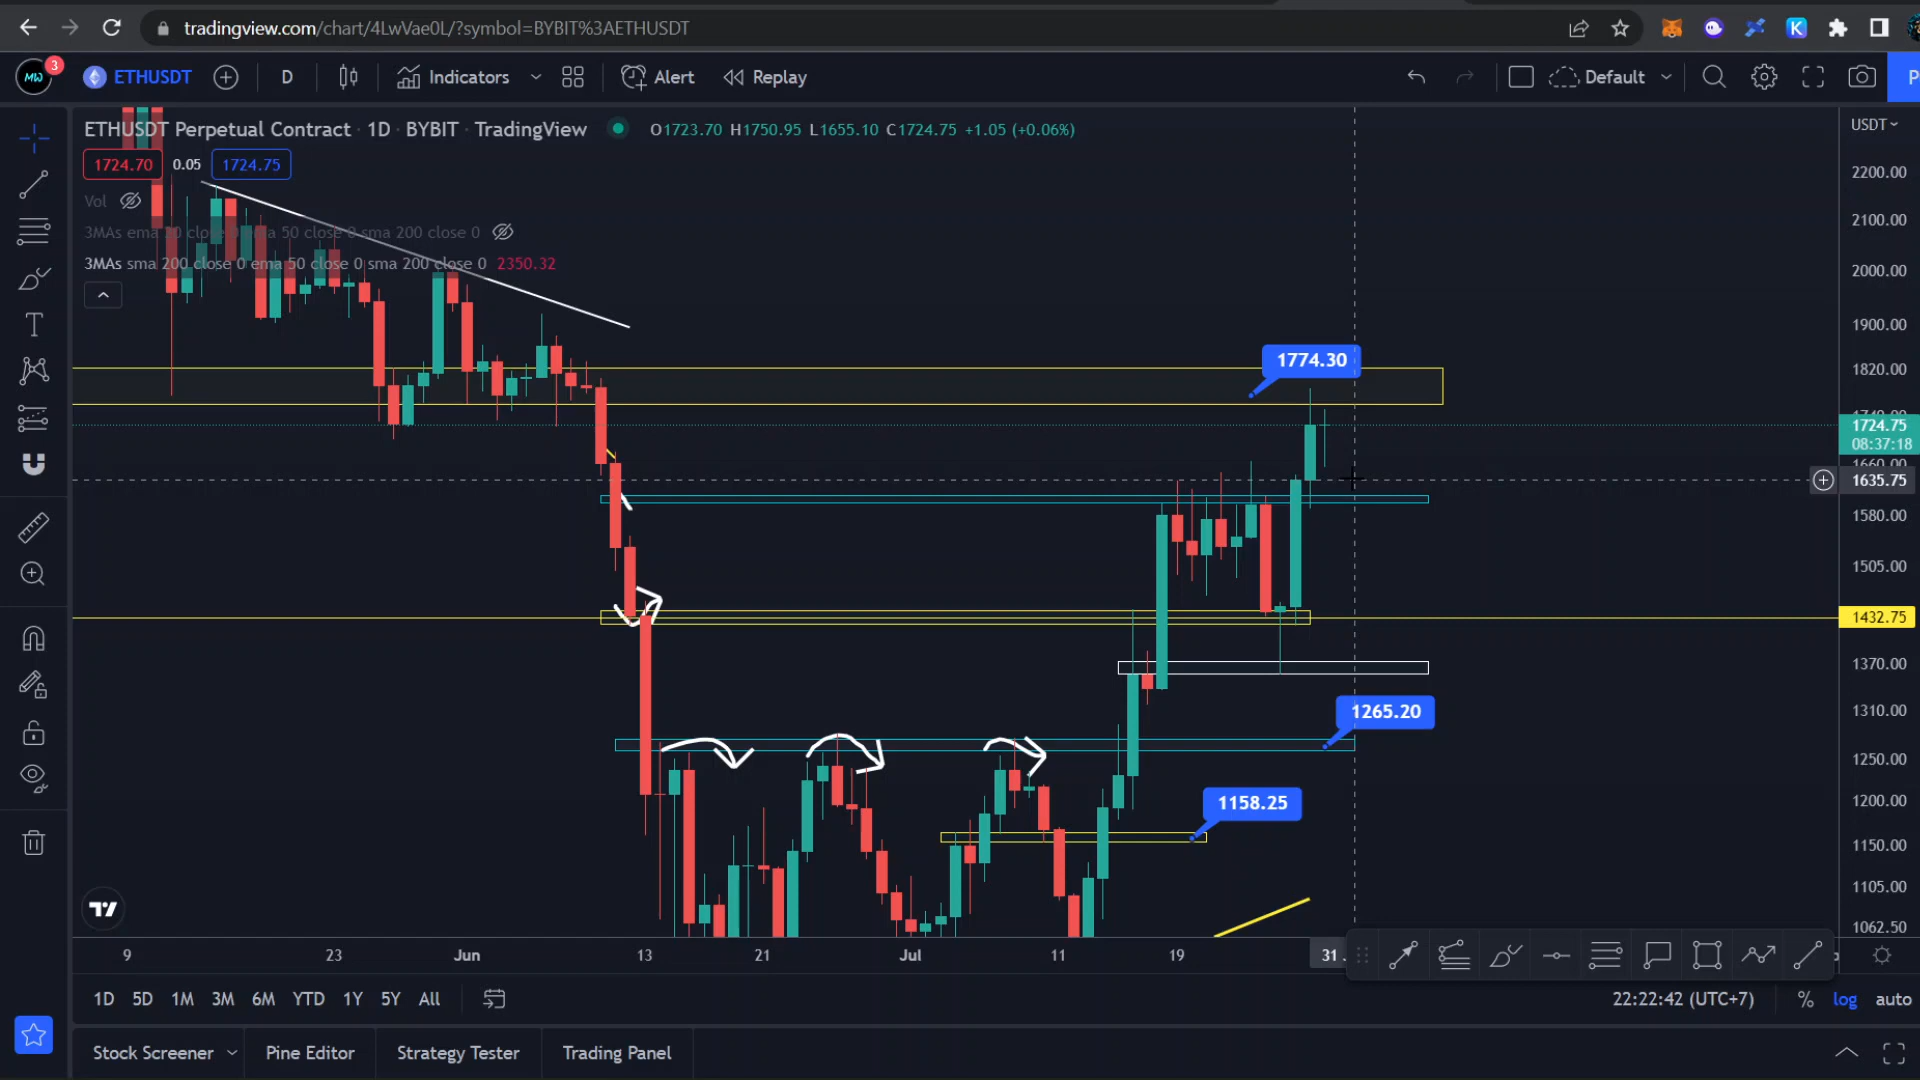 tradingview.com/chart/4LwVae0L/?symbol=BYBIT%3AETHUSDT
MW 3 ETHUSDT D Indicators Alert Replay Default P
ETHUSDT Perpetual Contract · 1D · BYBIT · TradingView O1723.70 H1750.95 L1655.10 C1724.75 +1.05 (+0.06%) USDT
1724.70 0.05 1724.75
2200.00
Vol
2100.00
3MAs sma 200 close 0 ema 50 close 0 sma 200 close 0 2350.32
2000.00
1900.00
1774.30
1820.00
1724.75
08:37:18
1635.75
1580.00
1505.00
1432.75
1370.00
1265.20
1310.00
1250.00
1158.25
1200.00
1150.00
1105.00
1062.50
9 23 Jun 13 21 Jul 11 19 31
1D 5D 1M 3M 6M YTD 1Y 5Y All 22:22:42 (UTC+7) % log auto
Stock Screener Pine Editor Strategy Tester Trading Panel